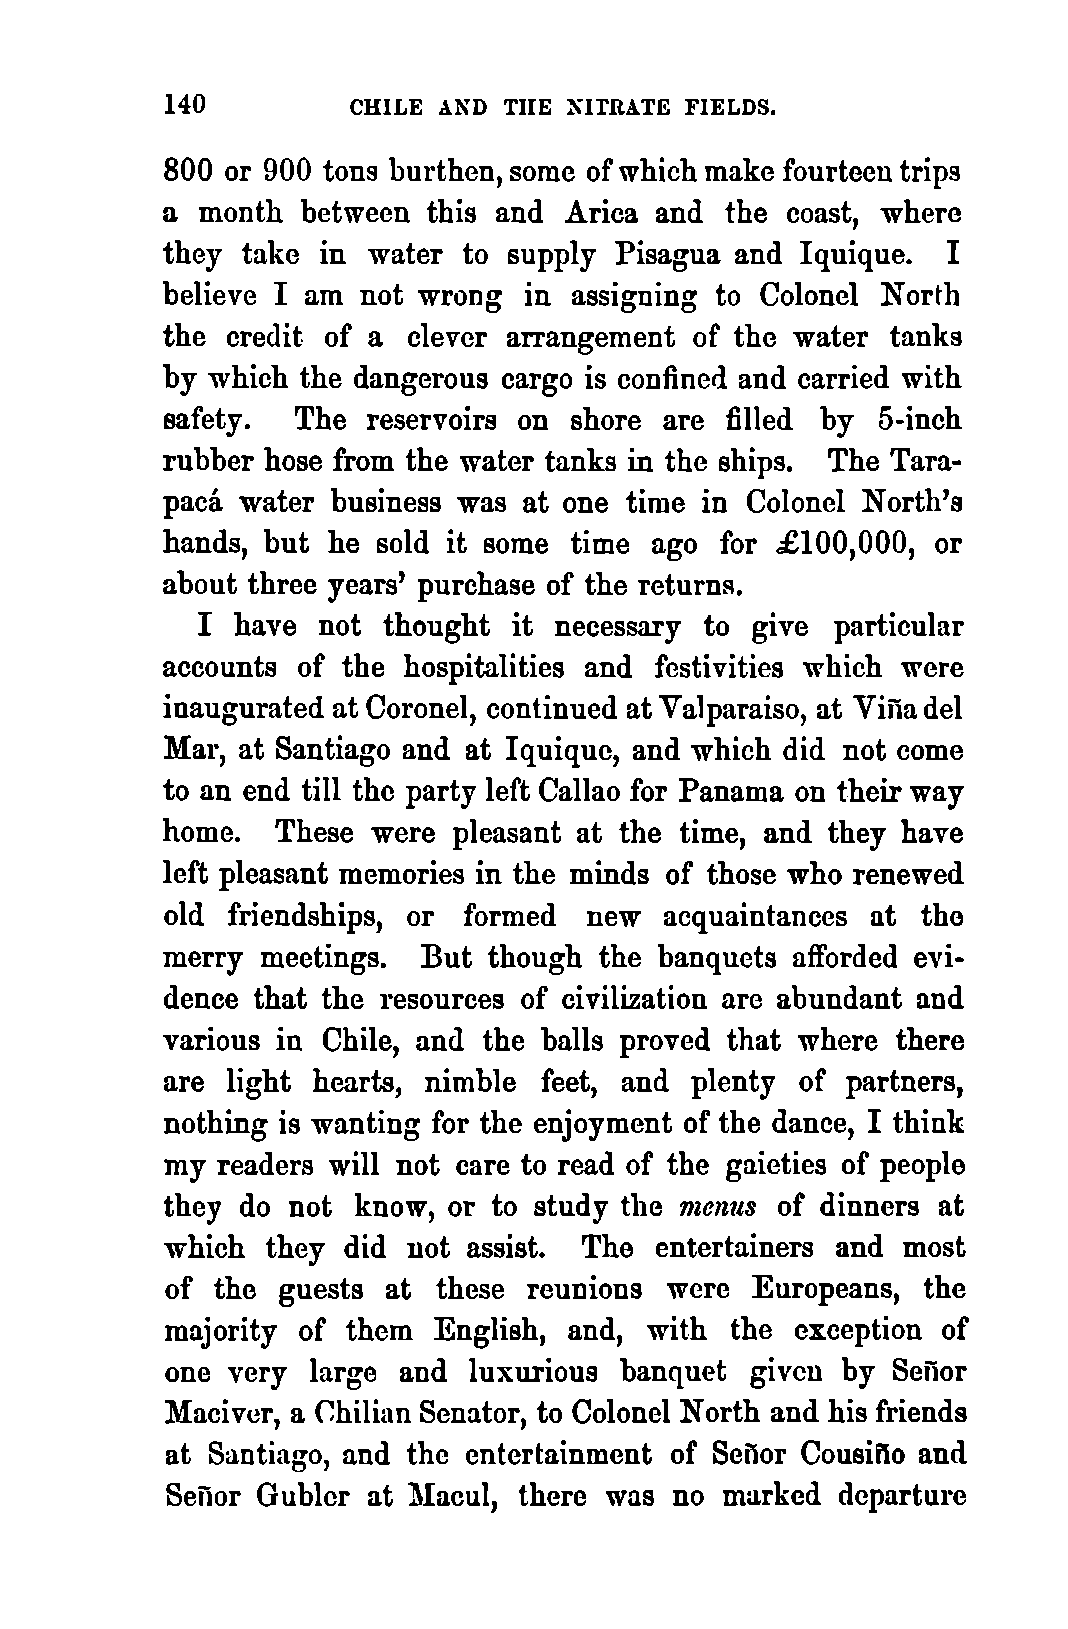 140 CHILE AND THE NITRATE FIELDS.
800 or 900 tons burthen, some of which make fourteen trips
a month between this and Arica and the coast, where
they take in water to supply Pisagua and Iquique. I
believe I am not wrong in assigning to Colonel North
the credit of a clever arrangement of the water tanks
by which the dangerous cargo is confined and carried with
safety. The reservoirs on shore are filled by 5-inch
rubber hose from the water tanks in the ships. The Tara-
pacá water business was at one time in Colonel North's
hands, but he sold it some time ago for £100,000, or
about three years' purchase of the returns.
I have not thought it necessary to give particular
accounts of the hospitalities and festivities which were
inaugurated at Coronel, continued at Valparaiso, at Viña del
Mar, at Santiago and at Iquique, and which did not come
to an end till the party left Callao for Panama on their way
home. These were pleasant at the time, and they have
left pleasant memories in the minds of those who renewed
old friendships, or formed new acquaintances at the
merry meetings. But though the banquets afforded evi-
dence that the resources of civilization are abundant and
various in Chile, and the balls proved that where there
are light hearts, nimble feet, and plenty of partners,
nothing is wanting for the enjoyment of the dance, I think
my readers will not care to read of the gaieties of people
they do not know, or to study the menus of dinners at
which they did not assist. The entertainers and most
of the guests at these reunions were Europeans, the
majority of them English, and, with the exception of
one very large and luxurious banquet given by Señor
Maciver, a Chilian Senator, to Colonel North and his friends
at Santiago, and the entertainment of Señor Cousiño and
Señor Gubler at Macul, there was no marked departure